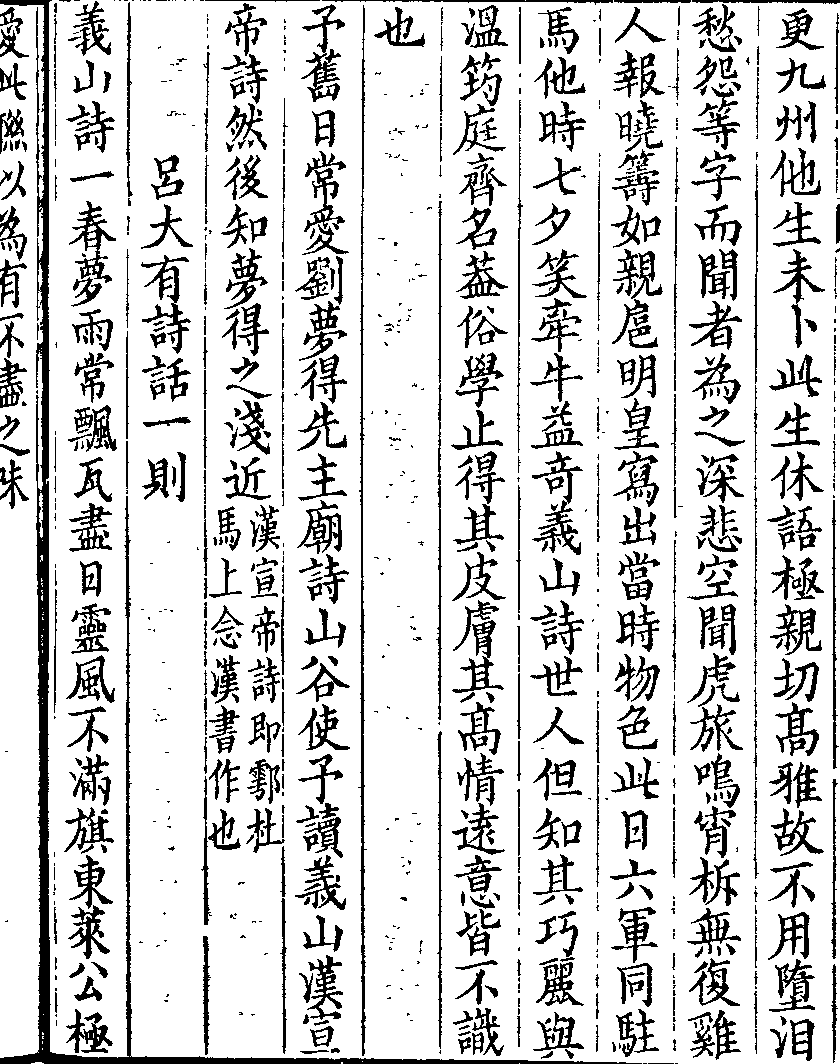 更九州他生未卜此生休語極親切髙雅故不用墮泪
愁怨等字而聞者為之深悲空聞虎旅鳴宵柝無復雞
人報曉籌如親扈明皇寫出當時物色此日六軍同駐
馬他時七夕笑牽牛益奇義山詩世人但知其巧麗與
溫筠庭齊名葢俗學止得其皮膚其髙情遠意皆不識
也
予舊日常愛劉夢得先主廟詩山谷使予讀義山漢宣
帝詩然後知夢得之淺近漢宣帝詩即鄠杜馬上念漢書作也
呂大有詩話一則
義山詩一春夢雨常飄瓦盡日靈風不滿旗東萊公極
愛此聮以為有不盡之味